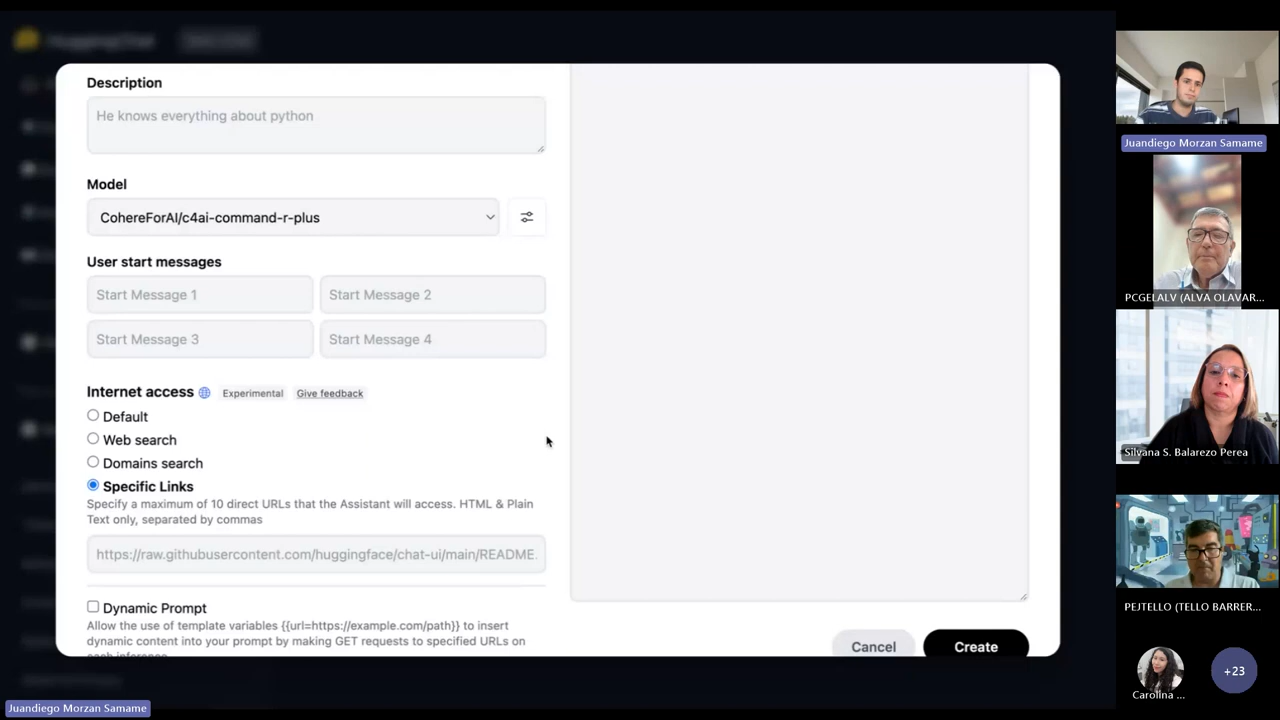 HuggingChat
Description
He knows everything about python
Model
CohereForAI/c4ai-command-r-plus
User start messages
Start Message 1
Start Message 2
Start Message 3
Start Message 4
Internet access
Experimental
Give feedback
Default
Web search
Domains search
Specific Links
Specify a maximum of 10 direct URLs that the Assistant will access. HTML & Plain
Text only, separated by commas
https://raw.githubusercontent.com/huggingface/chat-ui/main/README.
Dynamic Prompt
Allow the use of template variables {{url=https://example.com/path}} to insert
dynamic content into your prompt by making GET requests to specified URLs on
each inference.
Cancel
Create
Juandiego Morzan Samame
PCGELALV (ALVA OLAVAR...
Silvana S. Balarezo Perea
PEJTELLO (TELLO BARRER...
Carolina ...
+23
Juandiego Morzan Samame